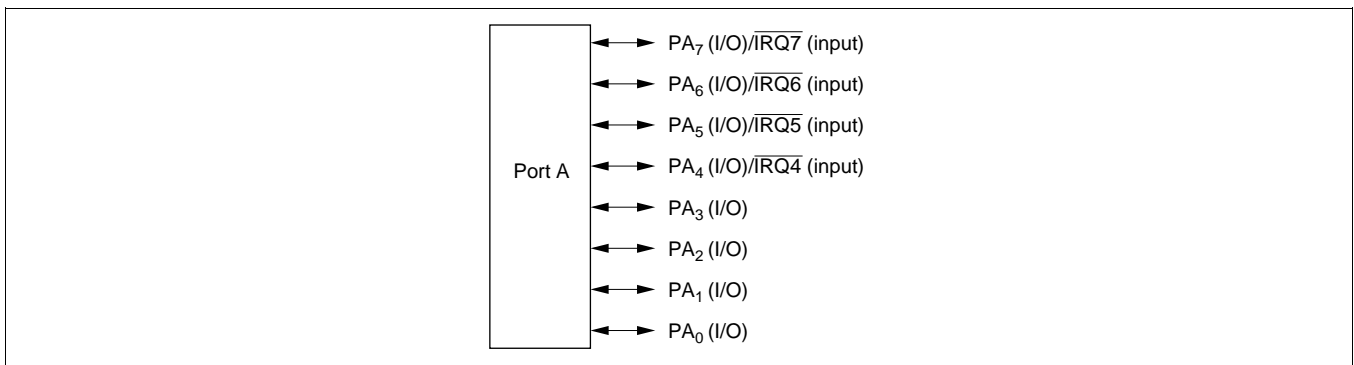 PA7 (I/O)/IRQ7 (input)
PA6 (I/O)/IRQ6 (input)
PA5 (I/O)/IRQ5 (input)
Port A
PA4 (I/O)/IRQ4 (input)
PA3 (I/O)
PA2 (I/O)
PA1 (I/O)
PA0 (I/O)